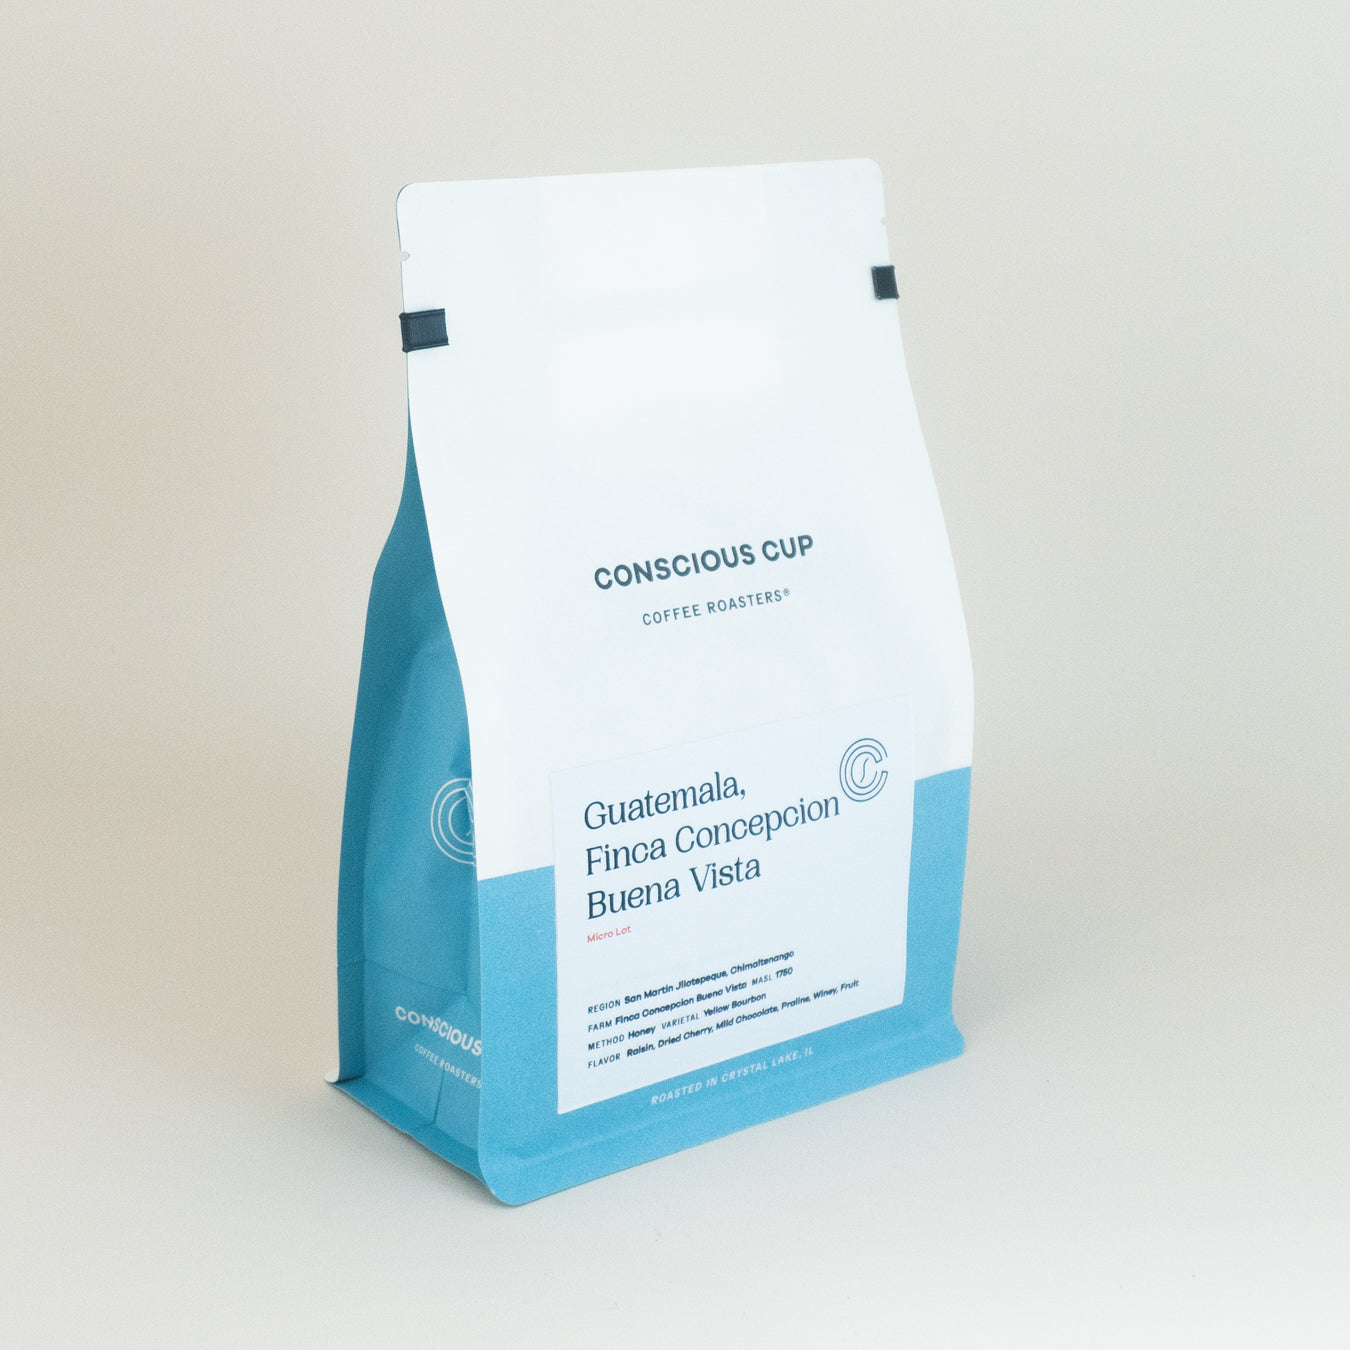 CONSCIOUS CUP
COFFEE ROASTERS®
Guatemala,
Finca Concepcion
Buena Vista
Micro Lot
REGION San Martin Jilotepeque, Chimaltenango
FARM Finca Concepcion Buena Vista MASL 1750
METHOD Honey VARIETAL Yellow Bourbon
FLAVOR Raisin, Dried Cherry, Mild Chocolate, Praline, Winey, Fruit
ROASTED IN CRYSTAL LAKE, IL
CONSCIOUS
COFFEE ROASTERS